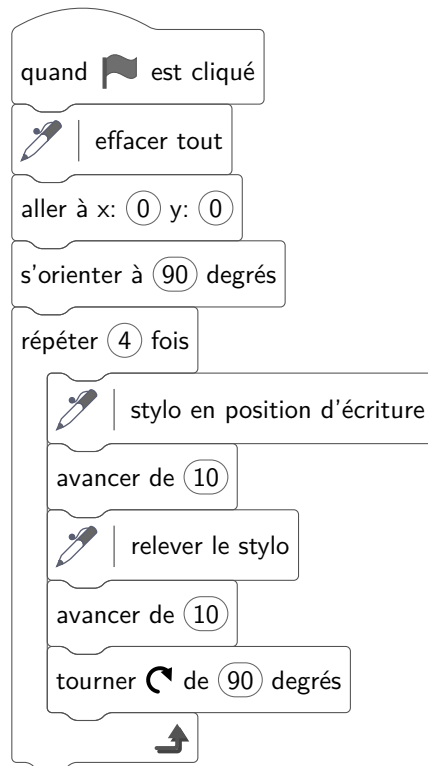 quand est cliqué
effacer tout
aller à x: 0 y: 0
s'orienter à 90 degrés
répéter 4 fois
stylo en position d'écriture
avancer de 10
relever le stylo
avancer de 10
tourner de 90 degrés